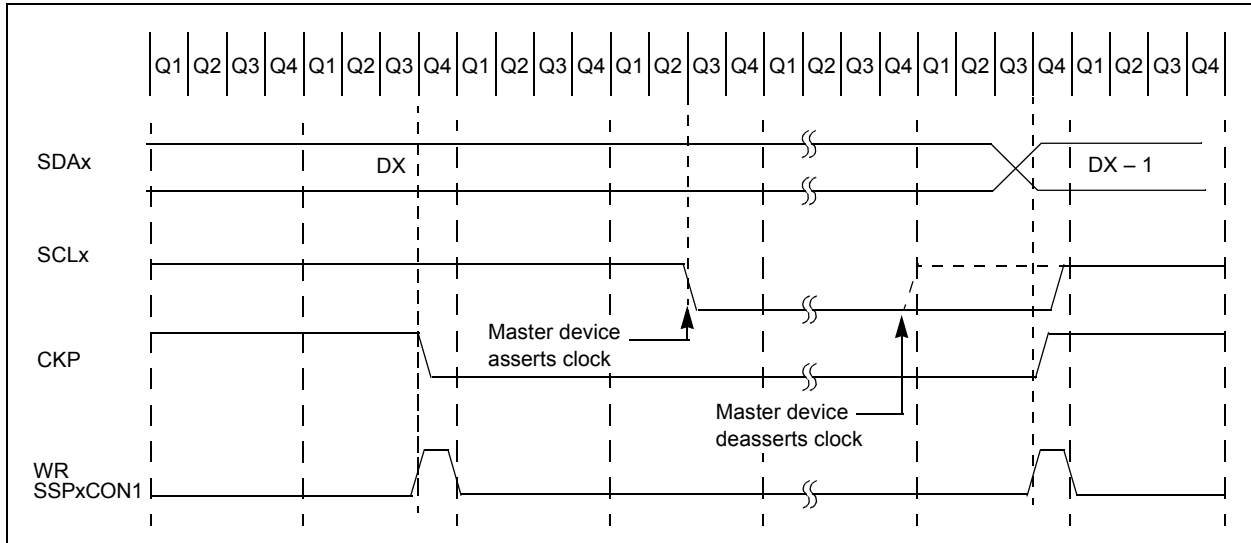 Q1 Q2 Q3 Q4 Q1 Q2 Q3 Q4 Q1 Q2 Q3 Q4 Q1 Q2 Q3 Q4 Q1 Q2 Q3 Q4 Q1 Q2 Q3 Q4 Q1 Q2 Q3 Q4
SDAx
DX
DX – 1
SCLx
Master device
asserts clock
CKP
Master device
deasserts clock
WR
SSPxCON1